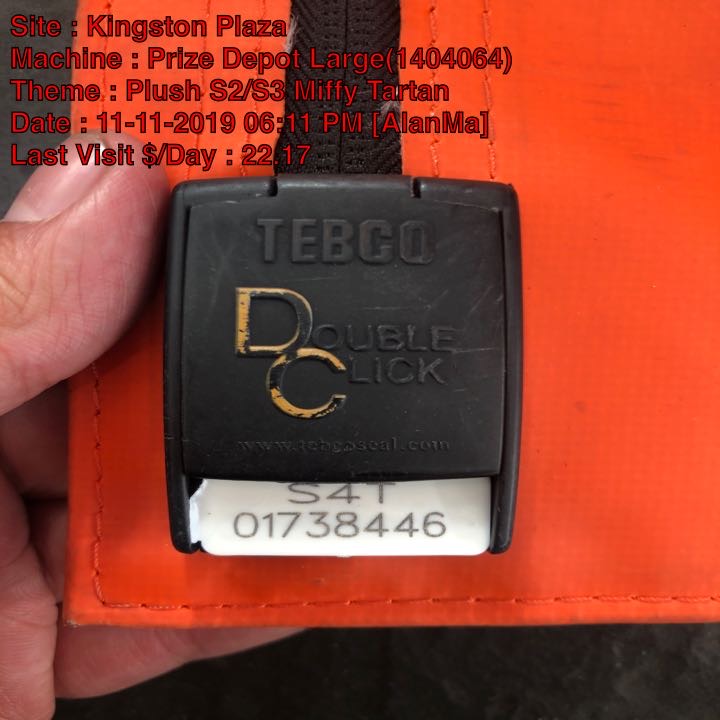 Site : Kingston Plaza
Machine : Prize Depot Large(1404064)
Theme : Plush S2/S3 Miffy Tartan
Date : 11-11-2019 06:11 PM [AlanMa]
Last Visit $/Day : 22.17
TEBCO
DOUBLE
CLICK
www.tebcoseal.com
S4T
01738446